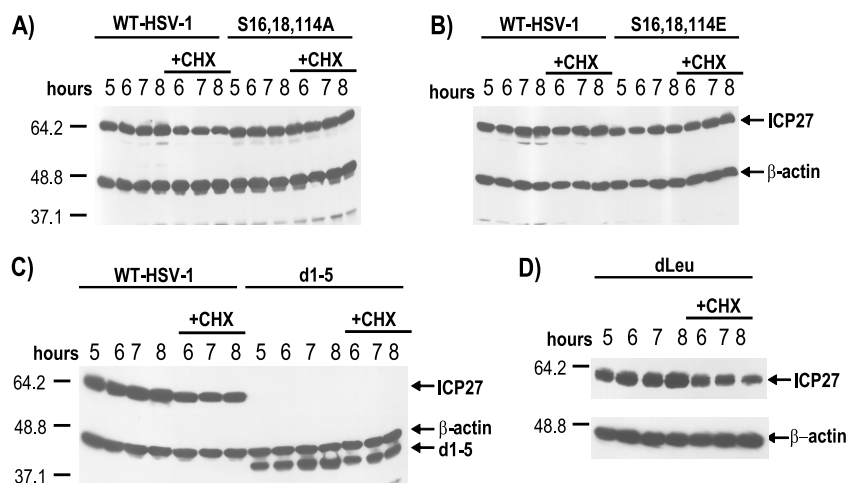 A)
WT-HSV-1 S16,18,114A
+CHX +CHX
hours 5 6 7 8 6 7 8 5 6 7 8 6 7 8
64.2
48.8
37.1
B)
WT-HSV-1 S16,18,114E
+CHX +CHX
hours 5 6 7 8 6 7 8 5 6 7 8 6 7 8
ICP27
β-actin
C)
WT-HSV-1 d1-5
+CHX +CHX
hours 5 6 7 8 6 7 8 5 6 7 8 6 7 8
64.2
ICP27
48.8
β-actin
d1-5
37.1
D)
dLeu
+CHX
hours 5 6 7 8 6 7 8
64.2
ICP27
48.8
β-actin